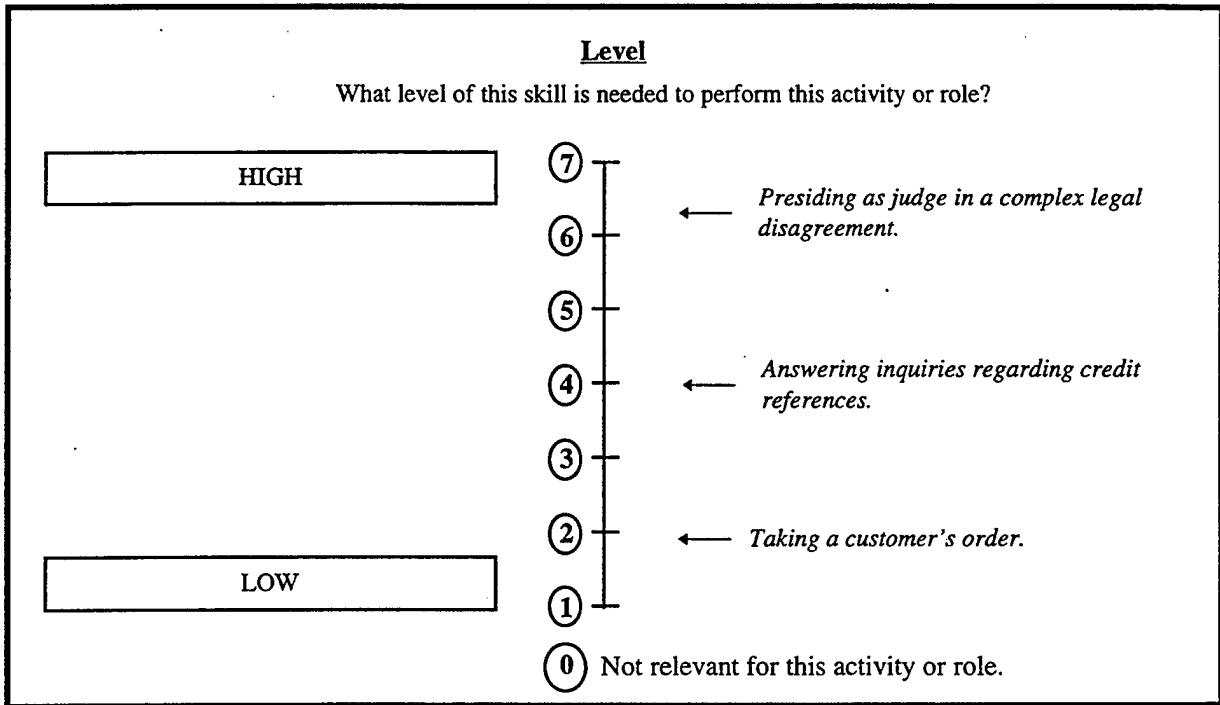 Level
What level of this skill is needed to perform this activity or role?
HIGH
7
Presiding as judge in a complex legal
disagreement.
6
5
4
Answering inquiries regarding credit
references.
3
2
Taking a customer's order.
LOW
1
0 Not relevant for this activity or role.